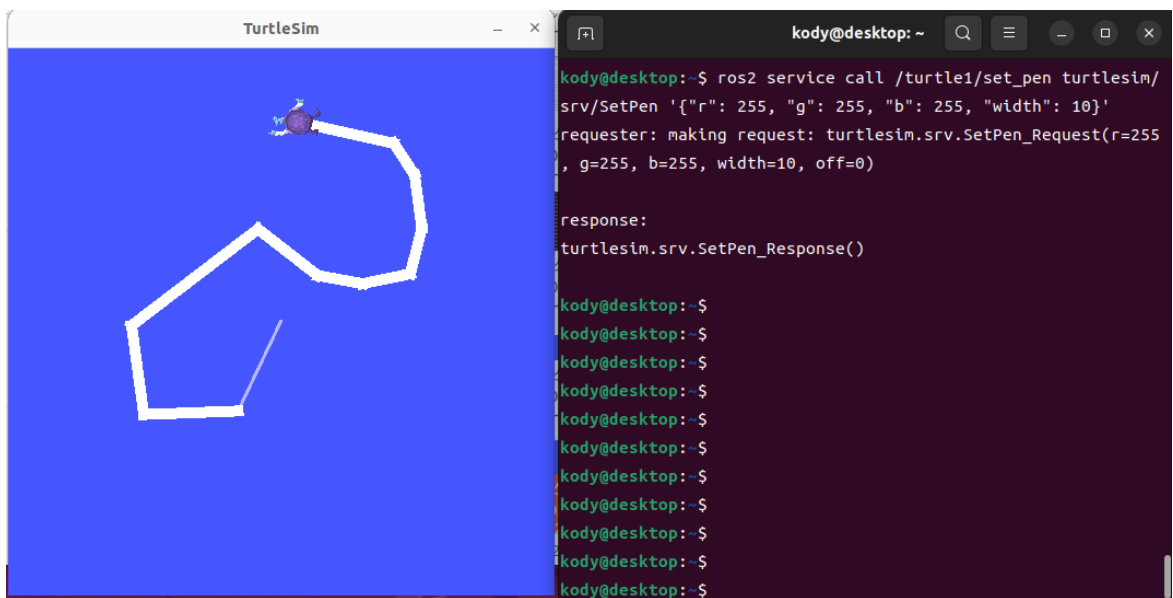 TurtleSim
kody@desktop: ~
kody@desktop:~$ ros2 service call /turtle1/set_pen turtlesim/
srv/SetPen '{"r": 255, "g": 255, "b": 255, "width": 10}'
requester: making request: turtlesim.srv.SetPen_Request(r=255
, g=255, b=255, width=10, off=0)
response:
turtlesim.srv.SetPen_Response()
kody@desktop:~$
kody@desktop:~$
kody@desktop:~$
kody@desktop:~$
kody@desktop:~$
kody@desktop:~$
kody@desktop:~$
kody@desktop:~$
kody@desktop:~$
kody@desktop:~$
kody@desktop:~$